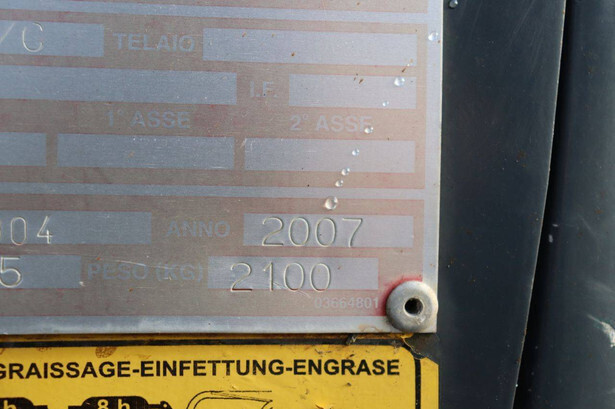 /C TELAIO
I.F.
1° ASSE 2° ASSE
04 ANNO 2007
5 PESO (KG) 2100
03664801
GRAISSAGE-EINFETTUNG-ENGRASE
h 8 h